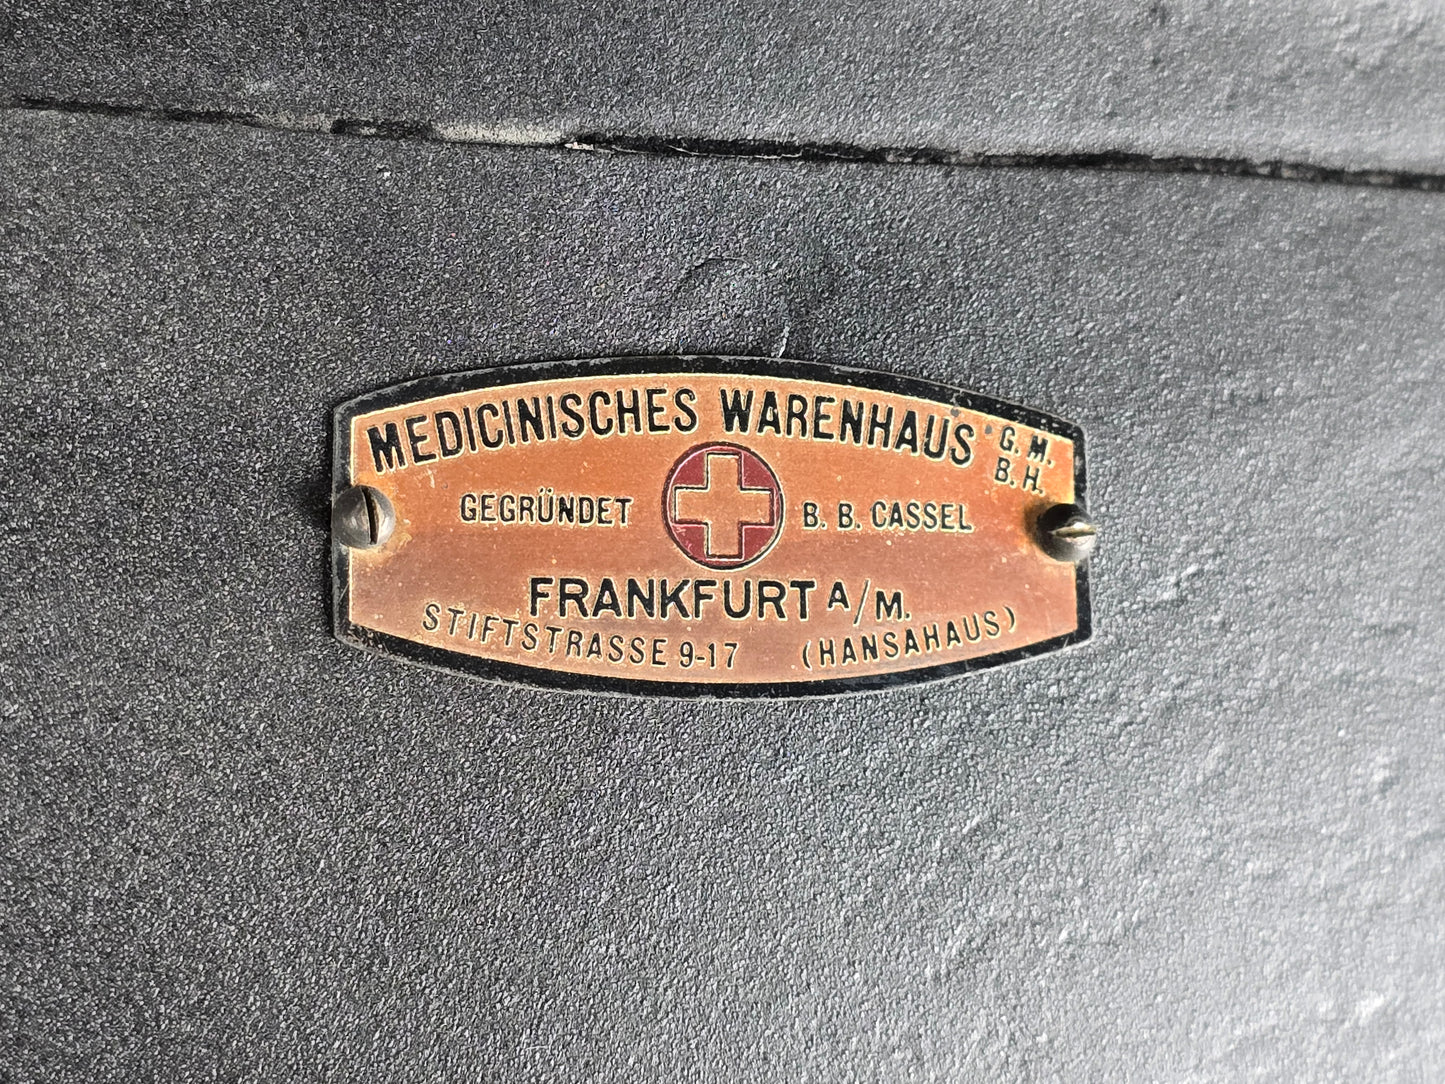 MEDICINISCHES WARENHAUS G. M. B. H.
GEGRÜNDET B. B. CASSEL
FRANKFURT A/M.
STIFTSTRASSE 9-17 (HANSAHAUS)